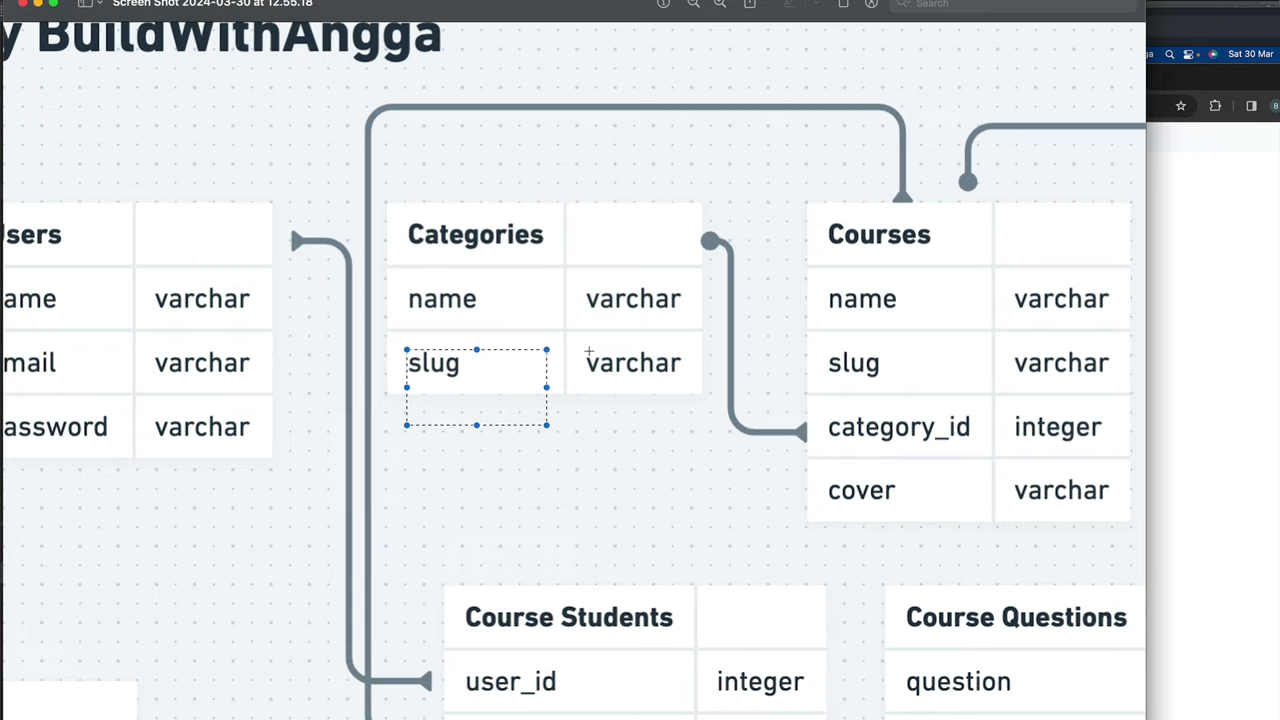 Screen Shot 2024-03-30 at 12.55.18
Search
y BuildWithAngga
Sat 30 Mar
Users
ame varchar
mail varchar
assword varchar
Categories
name varchar
slug varchar
Courses
name varchar
slug varchar
category_id integer
cover varchar
Course Students
user_id integer
Course Questions
question